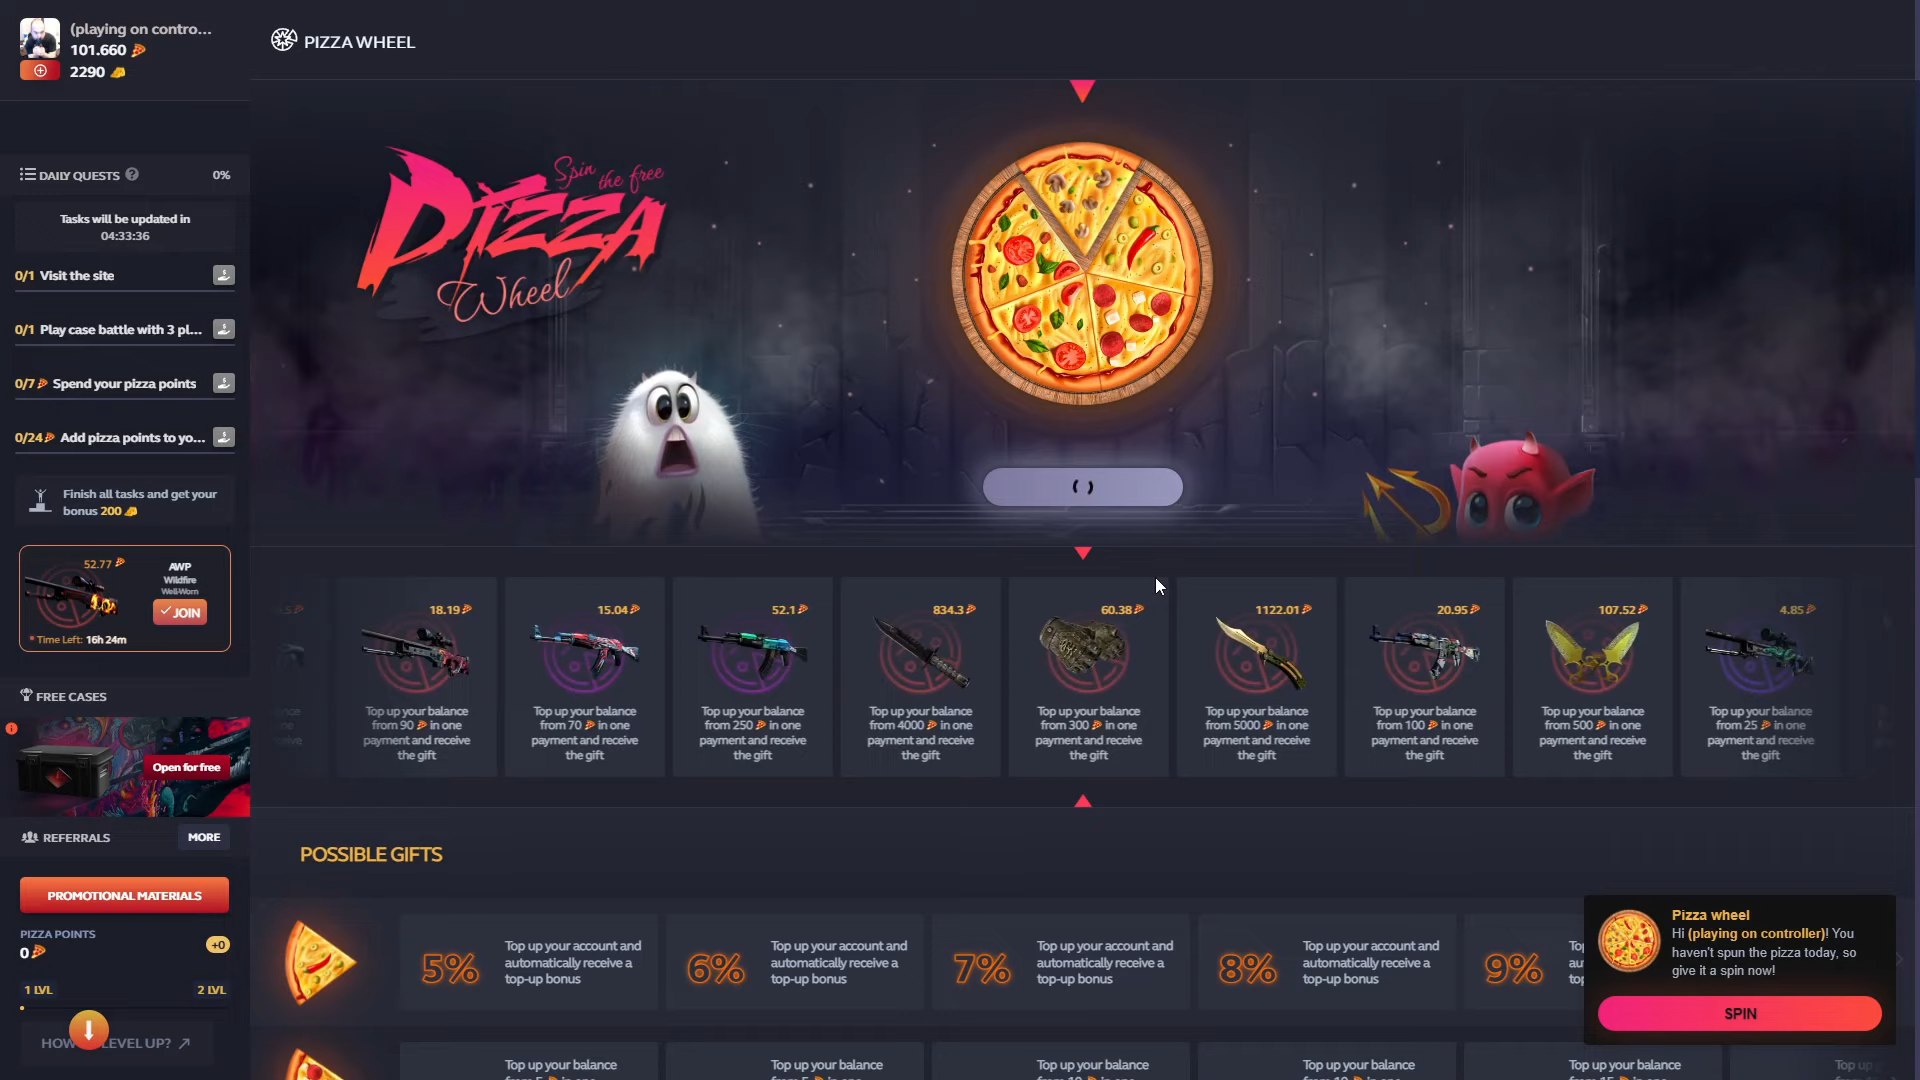 (playing on contro...
101.660
2290
PIZZA WHEEL
DAILY QUESTS
0%
Tasks will be updated in
04:33:36
0/1 Visit the site
0/1 Play case battle with 3 pl...
0/7 Spend your pizza points
0/24 Add pizza points to yo...
Finish all tasks and get your
bonus 200
52.77
AWP
Wildfire
Well-Worn
JOIN
* Time Left: 16h 24m
FREE CASES
Open for free
REFERRALS
MORE
PROMOTIONAL MATERIALS
PIZZA POINTS
0
+0
1 LVL
2 LVL
HOW
LEVEL UP?
Spin
the free
PIZZA
Wheel
18.19
Top up your balance
from 90 in one
payment and receive
the gift
15.04
Top up your balance
from 70 in one
payment and receive
the gift
52.1
Top up your balance
from 250 in one
payment and receive
the gift
834.3
Top up your balance
from 4000 in one
payment and receive
the gift
60.38
Top up your balance
from 300 in one
payment and receive
the gift
1122.01
Top up your balance
from 5000 in one
payment and receive
the gift
20.95
Top up your balance
from 100 in one
payment and receive
the gift
107.52
Top up your balance
from 500 in one
payment and receive
the gift
4.85
Top up your balance
from 25 in one
payment and receive
the gift
POSSIBLE GIFTS
5%
Top up your account and
automatically receive a
top-up bonus
6%
Top up your account and
automatically receive a
top-up bonus
7%
Top up your account and
automatically receive a
top-up bonus
8%
Top up your account and
automatically receive a
top-up bonus
9%
Top up your balance
Top up your balance
Top up your balance
Top up your balance
Top up your balance
Top up
Pizza wheel
Hi (playing on controller)! You
haven't spun the pizza today, so
give it a spin now!
SPIN